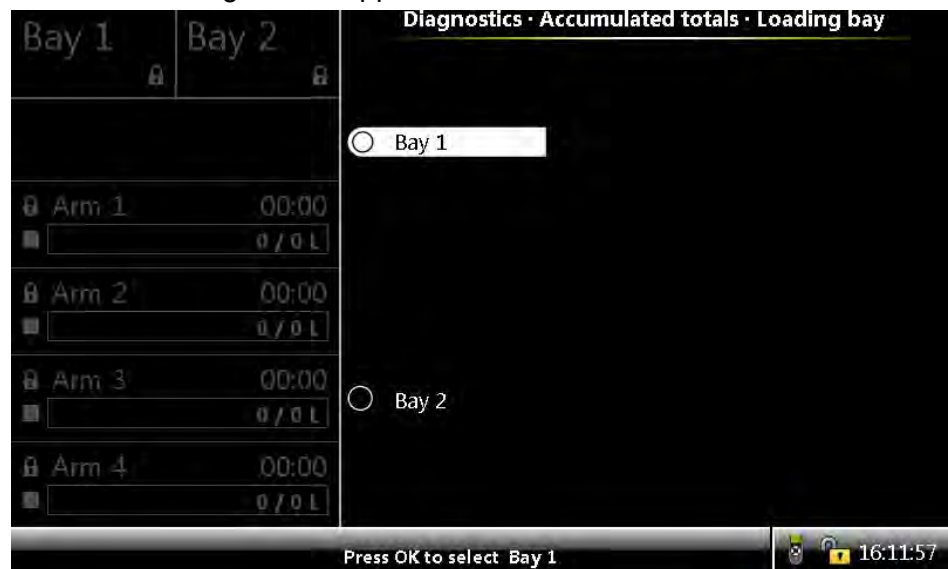 Bay 1
Bay 2
Diagnostics · Accumulated totals · Loading bay
Bay 1
Arm 1 00:00
0 / 0 L
Arm 2 00:00
0 / 0 L
Arm 3 00:00
0 / 0 L
Bay 2
Arm 4 00:00
0 / 0 L
Press OK to select Bay 1
16:11:57